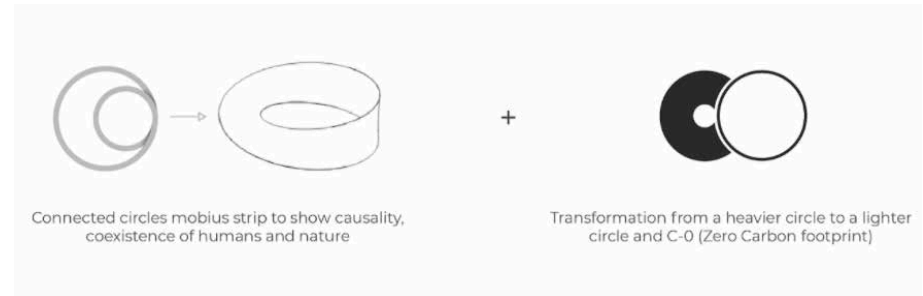 Connected circles mobius strip to show causality,
coexistence of humans and nature
+
Transformation from a heavier circle to a lighter
circle and C-0 (Zero Carbon footprint)